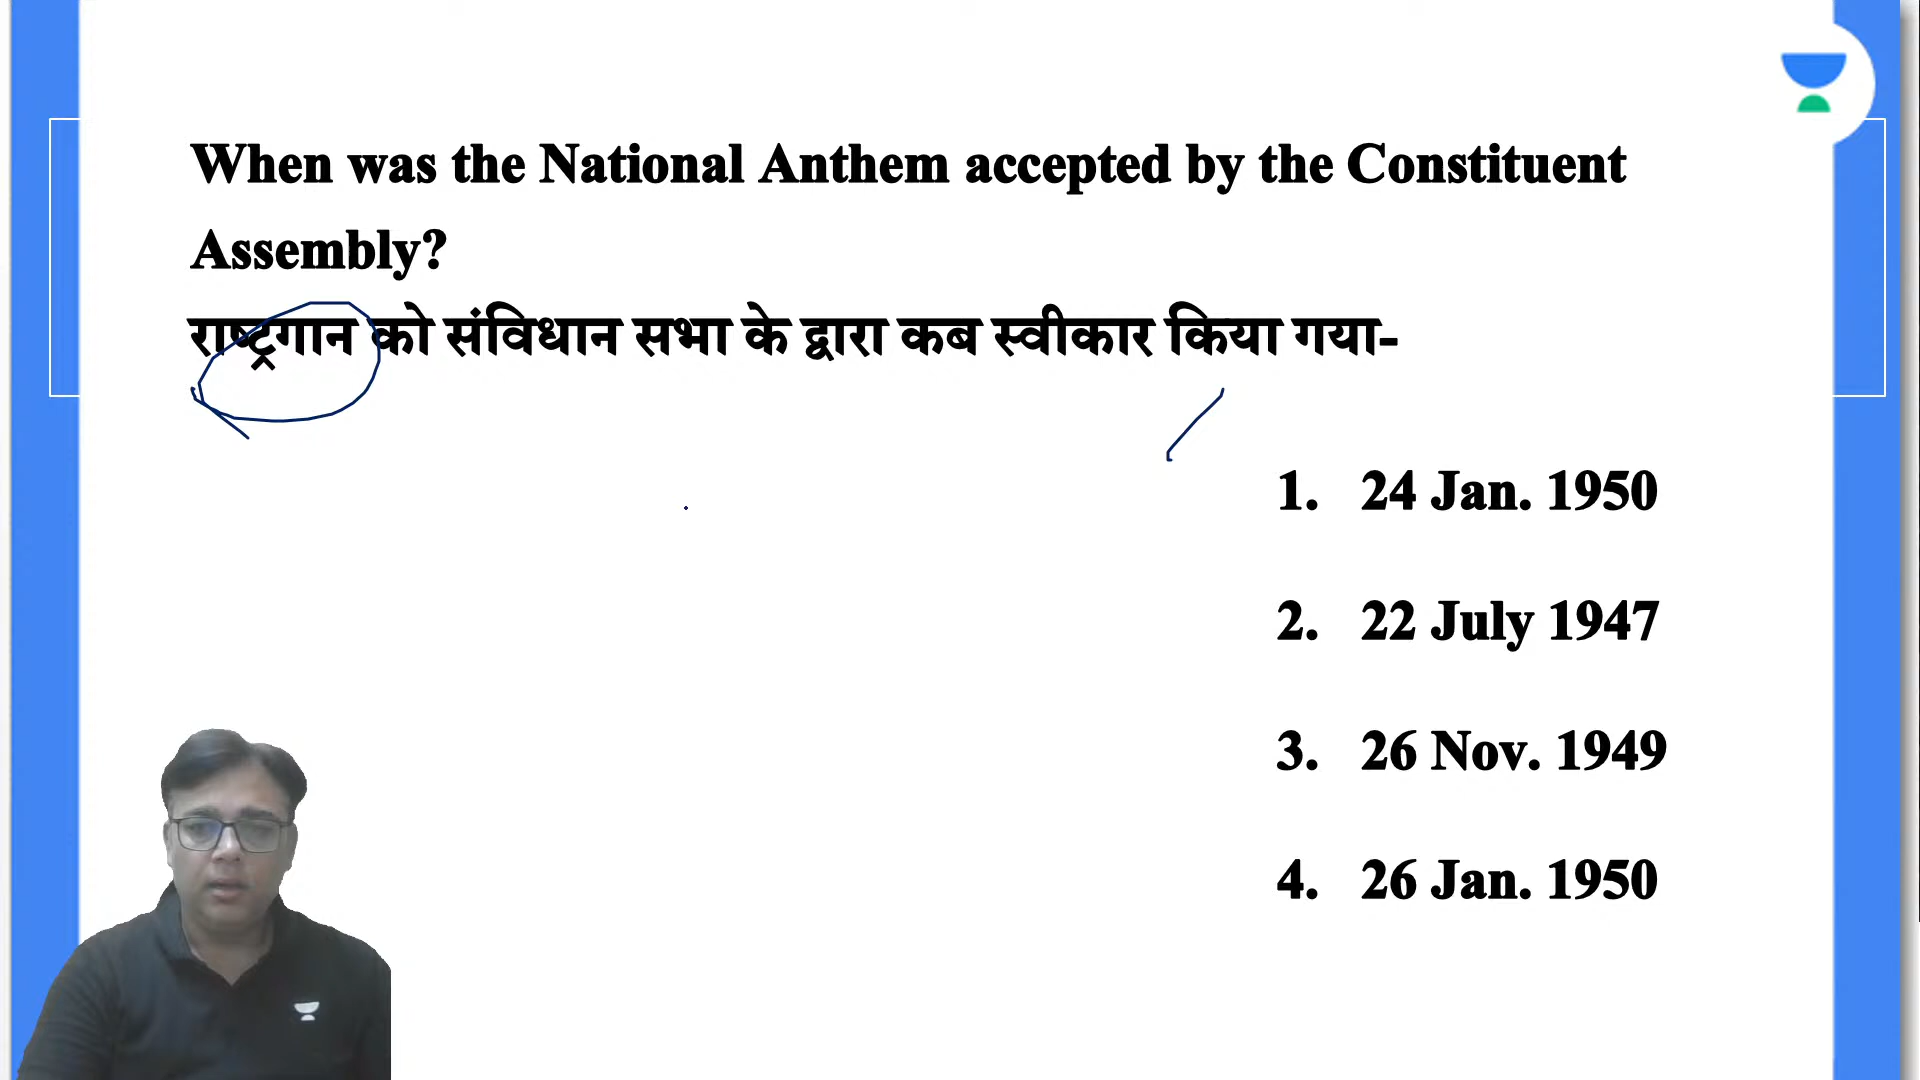 When was the National Anthem accepted by the Constituent
Assembly?
राष्ट्रगान को संविधान सभा के द्वारा कब स्वीकार किया गया-
1. 24 Jan. 1950
2. 22 July 1947
3. 26 Nov. 1949
4. 26 Jan. 1950